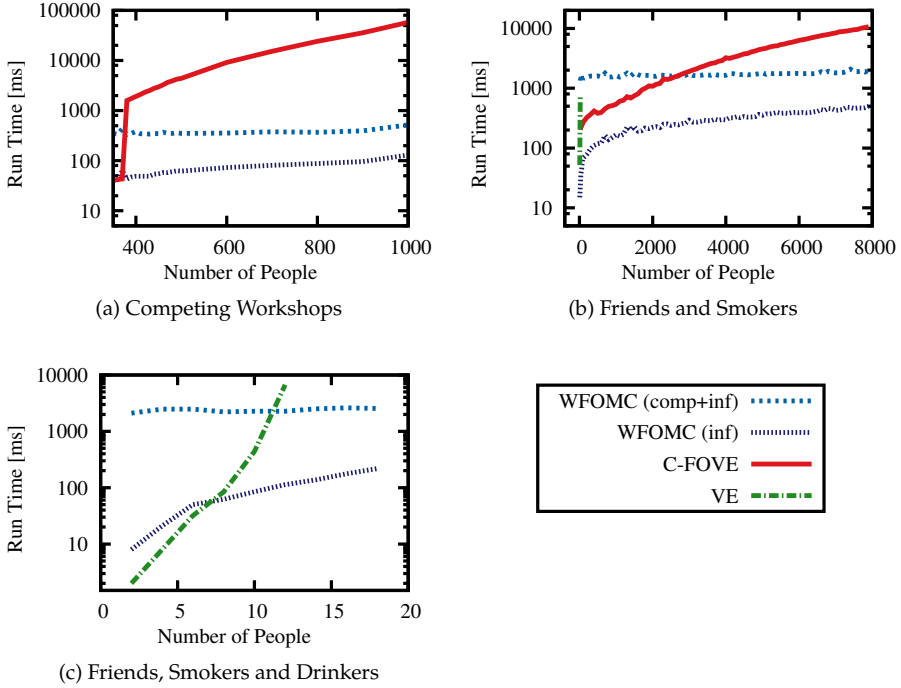 100000
10000
1000
100
10
Run Time [ms]
400
600
800
1000
Number of People
(a) Competing Workshops
10000
1000
100
10
Run Time [ms]
0
2000
4000
6000
8000
Number of People
(b) Friends and Smokers
10000
1000
100
10
Run Time [ms]
0
5
10
15
20
Number of People
(c) Friends, Smokers and Drinkers
WFOMC (comp+inf)
WFOMC (inf)
C-FOVE
VE